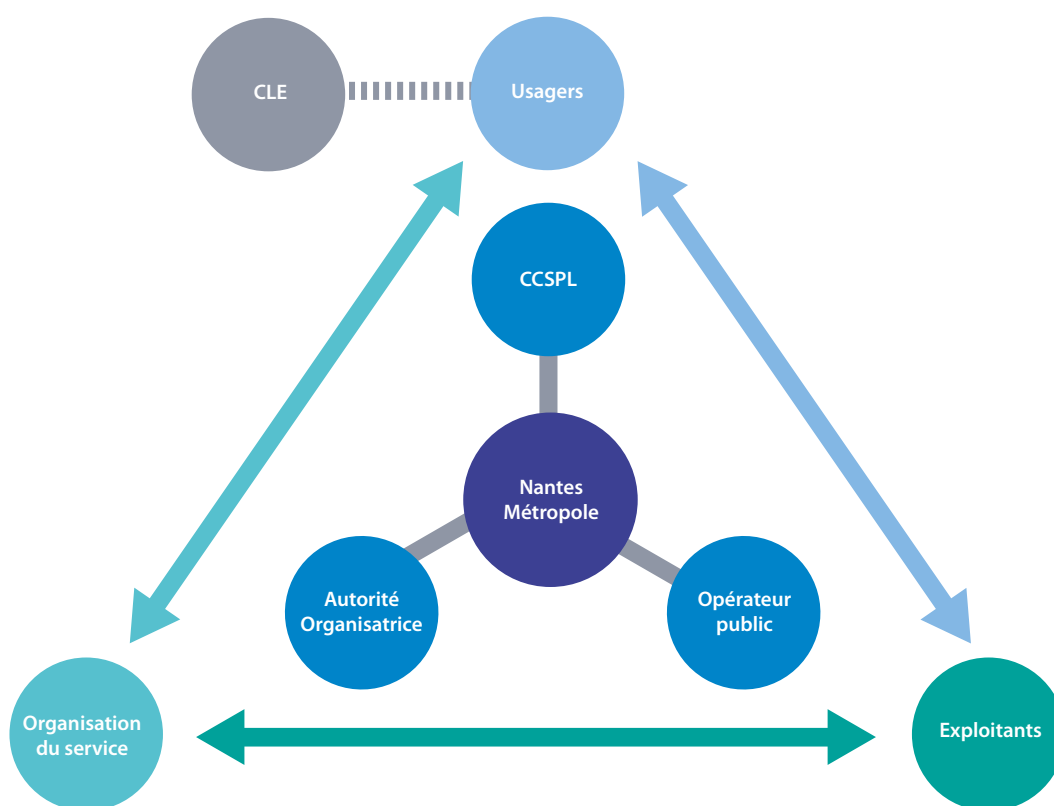 CLE
Usagers
CCSPL
Nantes
Métropole
Autorité
Organisatrice
Opérateur
public
Organisation
du service
Exploitants